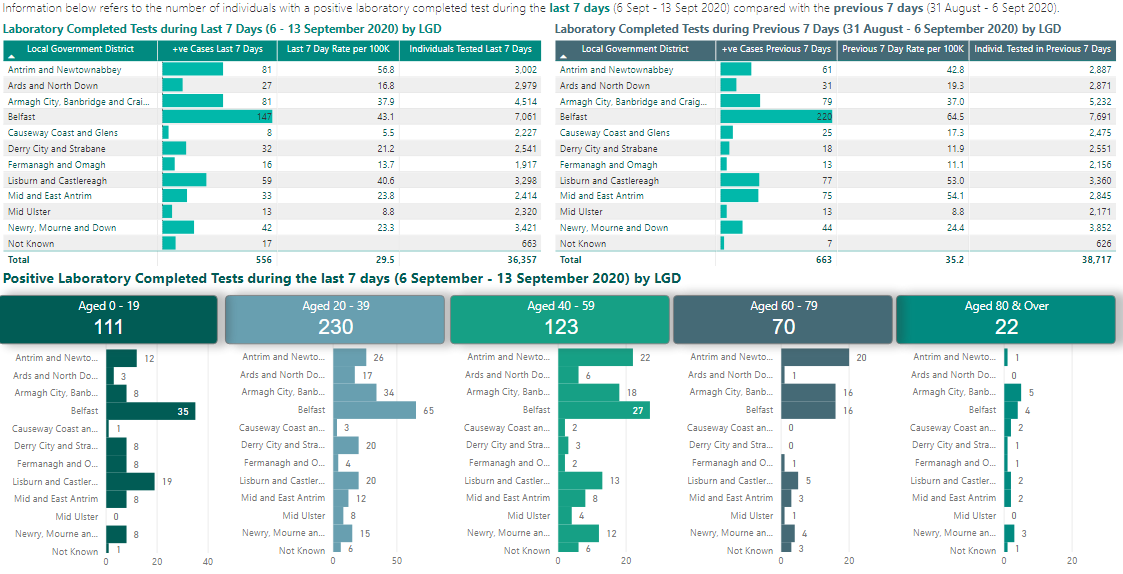 Information below refers to the number of individuals with a positive laboratory completed test during the last 7 days (6 Sept - 13 Sept 2020) compared with the previous 7 days (31 August - 6 Sept 2020).
Laboratory Completed Tests during Last 7 Days (6 - 13 September 2020) by LGD
Local Government District +ve Cases Last 7 Days Last 7 Day Rate per 100K Individuals Tested Last 7 Days
Antrim and Newtownabbey 81 56.8 3,002
Ards and North Down 27 16.8 2,979
Armagh City, Banbridge and Crai... 81 37.9 4,514
Belfast 147 43.1 7,061
Causeway Coast and Glens 8 5.5 2,227
Derry City and Strabane 32 21.2 2,541
Fermanagh and Omagh 16 13.7 1,917
Lisburn and Castlereagh 59 40.6 3,298
Mid and East Antrim 33 23.8 2,414
Mid Ulster 13 8.8 2,320
Newry, Mourne and Down 42 23.3 3,421
Not Known 17 663
Total 556 29.5 36,357
Laboratory Completed Tests during Previous 7 Days (31 August - 6 September 2020) by LGD
Local Government District +ve Cases Previous 7 Days Previous 7 Day Rate per 100K Individ. Tested in Previous 7 Days
Antrim and Newtownabbey 61 42.8 2,887
Ards and North Down 31 19.3 2,871
Armagh City, Banbridge and Craig... 79 37.0 5,232
Belfast 220 64.5 7,691
Causeway Coast and Glens 25 17.3 2,475
Derry City and Strabane 18 11.9 2,551
Fermanagh and Omagh 13 11.1 2,156
Lisburn and Castlereagh 77 53.0 3,360
Mid and East Antrim 75 54.1 2,845
Mid Ulster 13 8.8 2,171
Newry, Mourne and Down 44 24.4 3,852
Not Known 7 626
Total 663 35.2 38,717
Positive Laboratory Completed Tests during the last 7 days (6 September - 13 September 2020) by LGD
Aged 0 - 19
111
Antrim and Newto... 12
Ards and North Do... 3
Armagh City, Banb... 8
Belfast 35
Causeway Coast an... 1
Derry City and Stra... 8
Fermanagh and O... 8
Lisburn and Castler... 19
Mid and East Antrim 8
Mid Ulster 0
Newry, Mourne an... 8
Not Known 1
0 20 40
Aged 20 - 39
230
Antrim and Newto... 26
Ards and North Do... 17
Armagh City, Banb... 34
Belfast 65
Causeway Coast an... 3
Derry City and Stra... 20
Fermanagh and O... 4
Lisburn and Castler... 20
Mid and East Antrim 12
Mid Ulster 8
Newry, Mourne an... 15
Not Known 6
0 50
Aged 40 - 59
123
Antrim and Newto... 22
Ards and North Do... 6
Armagh City, Banb... 18
Belfast 27
Causeway Coast an... 2
Derry City and Stra... 3
Fermanagh and O... 2
Lisburn and Castler... 13
Mid and East Antrim 8
Mid Ulster 4
Newry, Mourne an... 12
Not Known 6
0 20
Aged 60 - 79
70
Antrim and Newto... 20
Ards and North Do... 1
Armagh City, Banb... 16
Belfast 16
Causeway Coast an... 0
Derry City and Stra... 0
Fermanagh and O... 1
Lisburn and Castler... 5
Mid and East Antrim 3
Mid Ulster 1
Newry, Mourne an... 4
Not Known 3
0 20
Aged 80 & Over
22
Antrim and Newto... 1
Ards and North Do... 0
Armagh City, Banb... 5
Belfast 4
Causeway Coast an... 2
Derry City and Stra... 1
Fermanagh and O... 1
Lisburn and Castler... 2
Mid and East Antrim 2
Mid Ulster 0
Newry, Mourne an... 3
Not Known 1
0 20